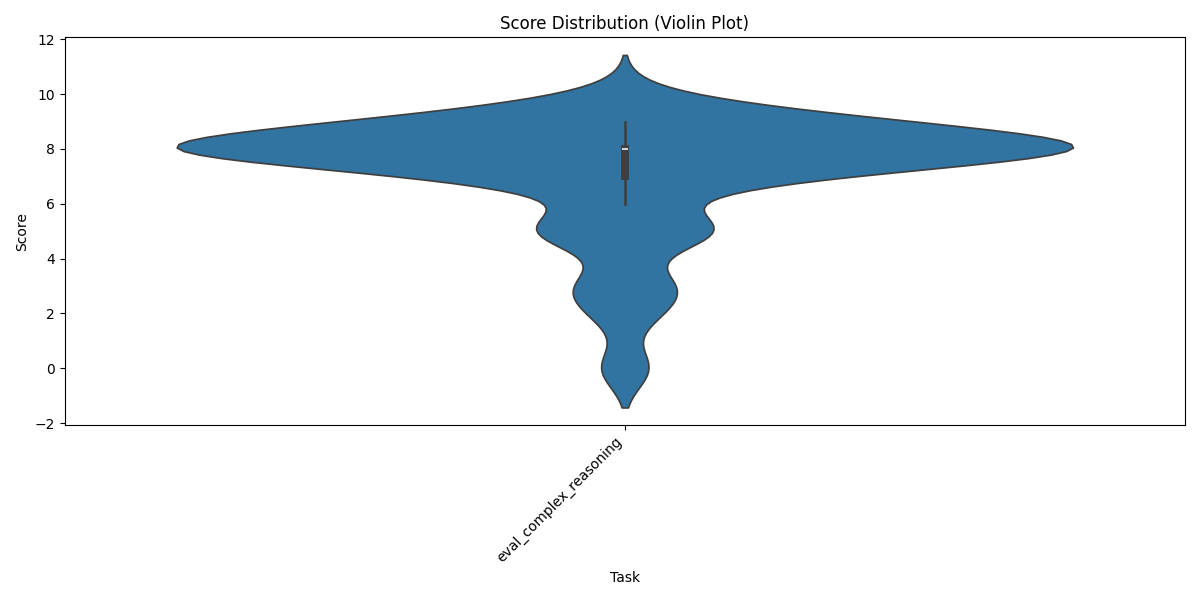 Score Distribution (Violin Plot)
12
10
8
6
4
2
0
−2
Score
eval_complex_reasoning
Task